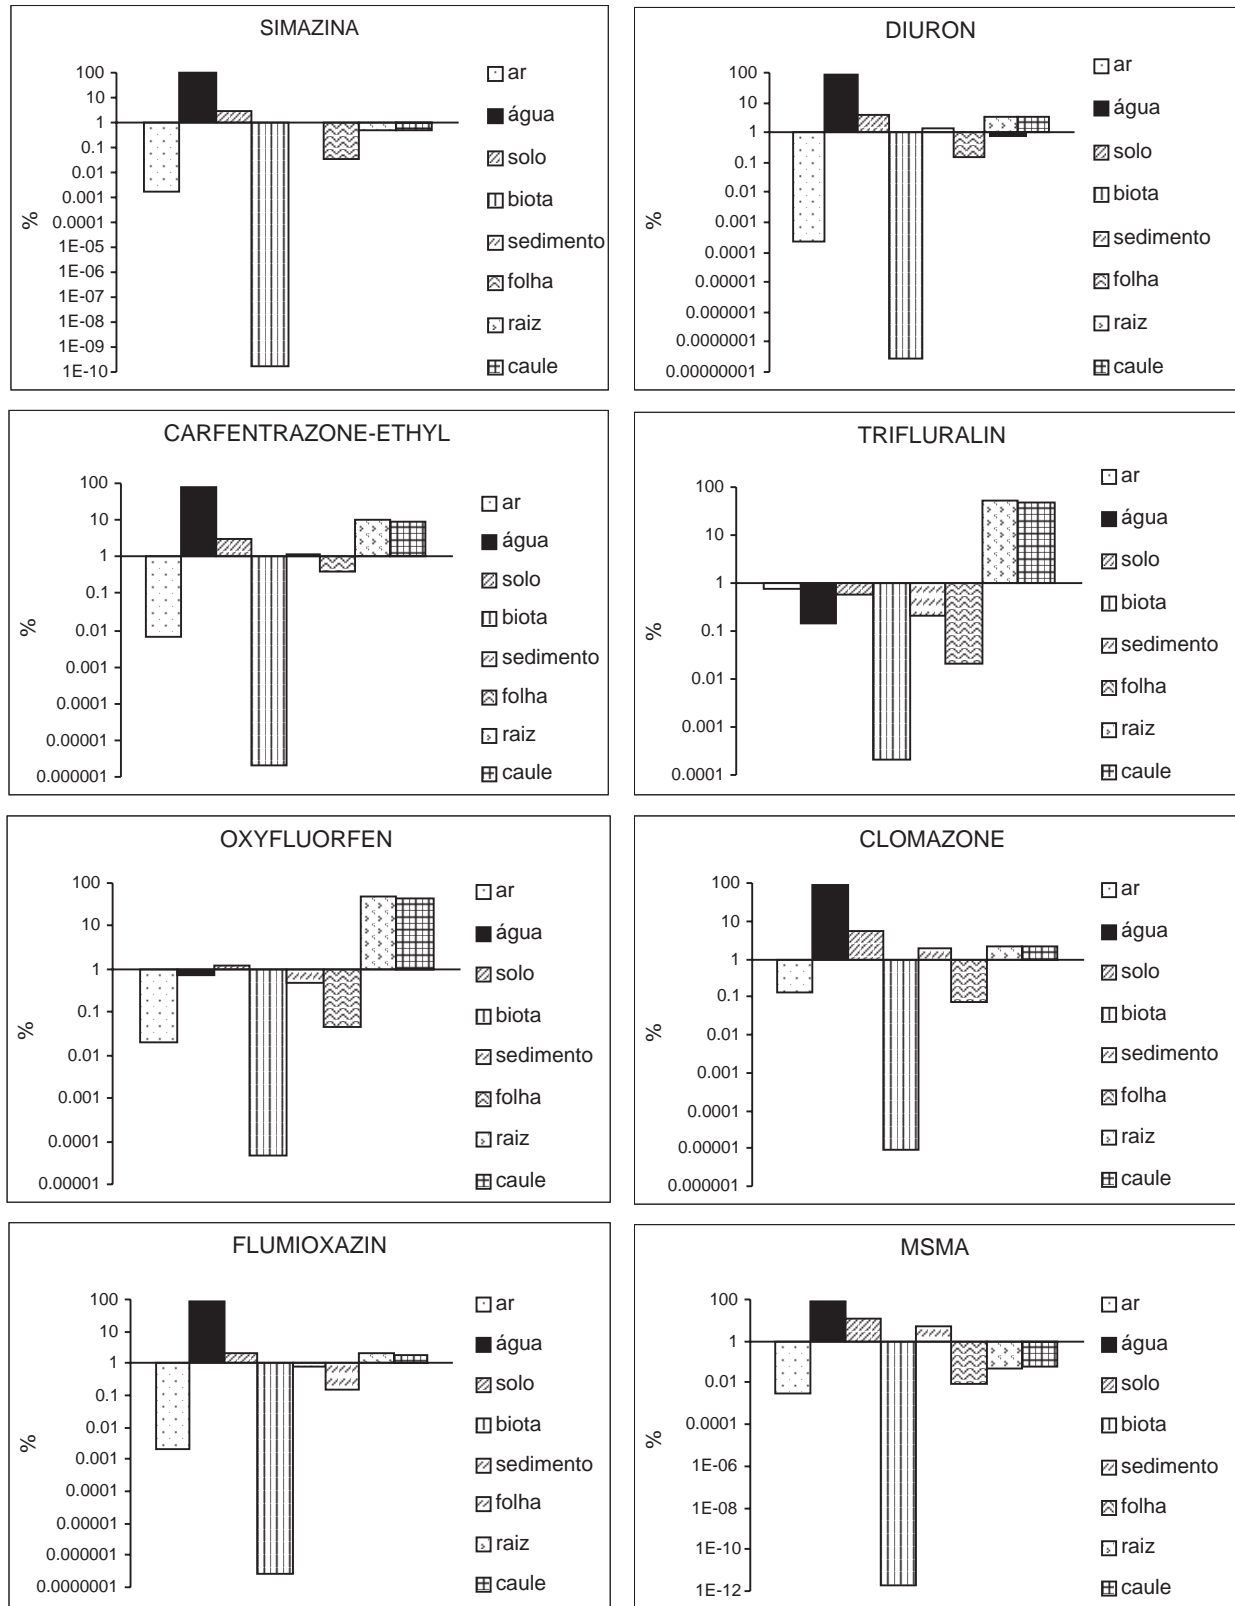 SIMAZINA
%
100
10
1
0.1
0.01
0.001
0.0001
1E-05
1E-06
1E-07
1E-08
1E-09
1E-10
ar
água
solo
biota
sedimento
folha
raiz
caule
DIURON
%
100
10
1
0.1
0.01
0.001
0.0001
0.00001
0.000001
0.0000001
0.00000001
ar
água
solo
biota
sedimento
folha
raiz
caule
CARFENTRAZONE-ETHYL
%
100
10
1
0.1
0.01
0.001
0.0001
0.00001
0.000001
ar
água
solo
biota
sedimento
folha
raiz
caule
TRIFLURALIN
%
100
10
1
0.1
0.01
0.001
0.0001
ar
água
solo
biota
sedimento
folha
raiz
caule
OXYFLUORFEN
%
100
10
1
0.1
0.01
0.001
0.0001
0.00001
ar
água
solo
biota
sedimento
folha
raiz
caule
CLOMAZONE
%
100
10
1
0.1
0.01
0.001
0.0001
0.00001
0.000001
ar
água
solo
biota
sedimento
folha
raiz
caule
FLUMIOXAZIN
%
100
10
1
0.1
0.01
0.001
0.0001
0.00001
0.000001
0.0000001
ar
água
solo
biota
sedimento
folha
raiz
caule
MSMA
%
100
1
0.01
0.0001
1E-06
1E-08
1E-10
1E-12
ar
água
solo
biota
sedimento
folha
raiz
caule